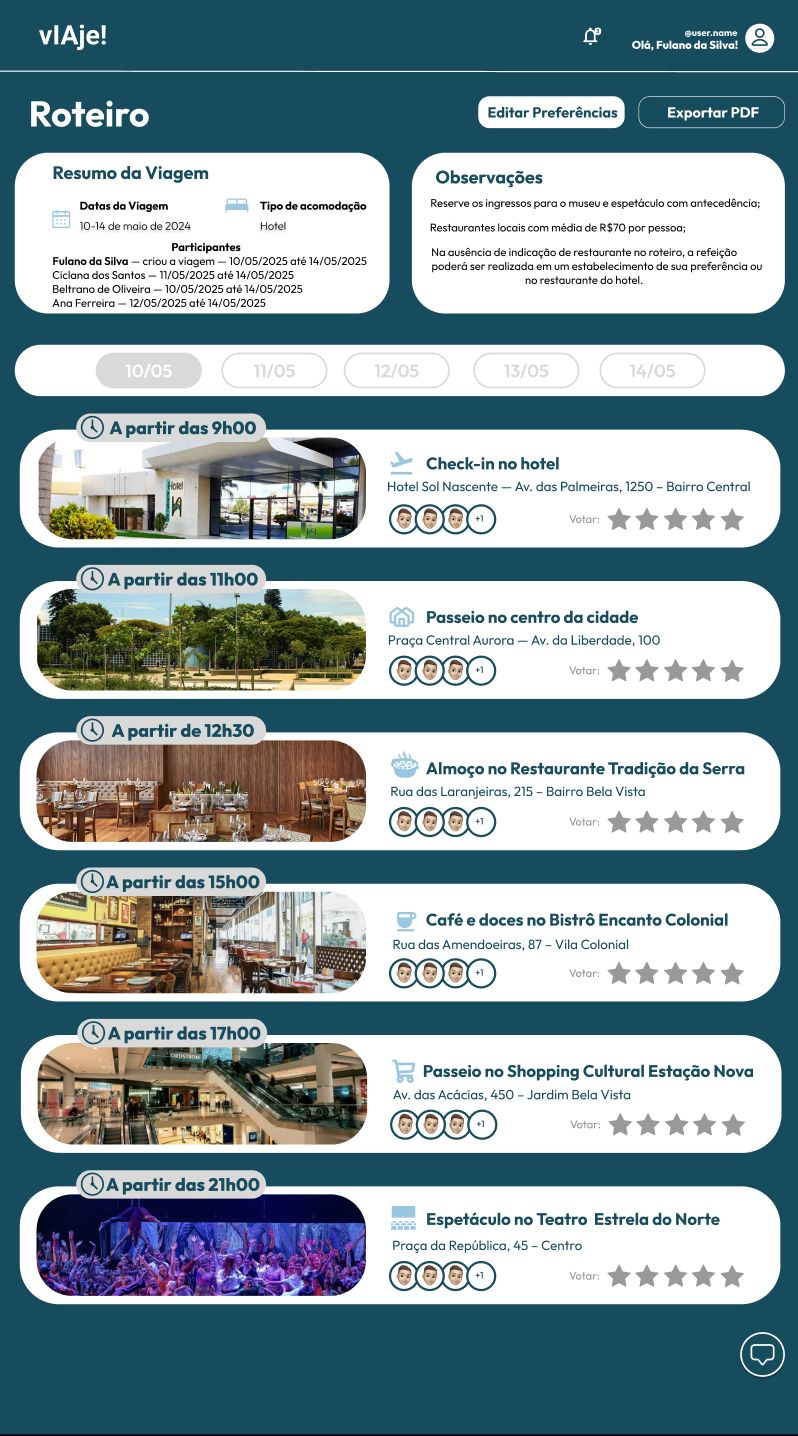 vIAje!
@user.name
Olá, Fulano da Silva!
Roteiro
Editar Preferências
Exportar PDF
Resumo da Viagem
Datas da Viagem
10-14 de maio de 2024
Tipo de acomodação
Hotel
Participantes
Fulano da Silva — criou a viagem — 10/05/2025 até 14/05/2025
Ciclana dos Santos — 11/05/2025 até 14/05/2025
Beltrano de Oliveira — 10/05/2025 até 14/05/2025
Ana Ferreira — 12/05/2025 até 14/05/2025
Observações
Reserve os ingressos para o museu e espetáculo com antecedência;
Restaurantes locais com média de R$70 por pessoa;
Na ausência de indicação de restaurante no roteiro, a refeição
poderá ser realizada em um estabelecimento de sua preferência ou
no restaurante do hotel.
10/05
11/05
12/05
13/05
14/05
A partir das 9h00
Hotel
Check-in no hotel
Hotel Sol Nascente — Av. das Palmeiras, 1250 – Bairro Central
+1
Votar:
A partir das 11h00
Passeio no centro da cidade
Praça Central Aurora — Av. da Liberdade, 100
+1
Votar:
A partir de 12h30
Almoço no Restaurante Tradição da Serra
Rua das Laranjeiras, 215 – Bairro Bela Vista
+1
Votar:
A partir das 15h00
Café e doces no Bistrô Encanto Colonial
Rua das Amendoeiras, 87 – Vila Colonial
+1
Votar:
A partir das 17h00
NORDSTROM
Passeio no Shopping Cultural Estação Nova
Av. das Acácias, 450 – Jardim Bela Vista
+1
Votar:
A partir das 21h00
Espetáculo no Teatro Estrela do Norte
Praça da República, 45 – Centro
+1
Votar: